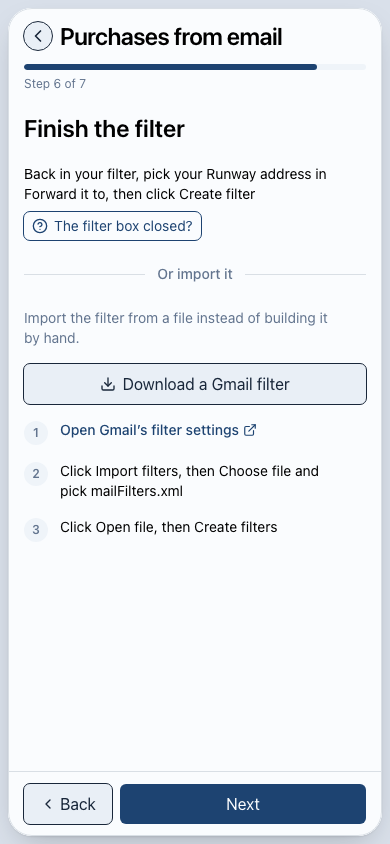 Purchases from email
Step 6 of 7
Finish the filter
Back in your filter, pick your Runway address in
Forward it to, then click Create filter
The filter box closed?
Or import it
Import the filter from a file instead of building it
by hand.
Download a Gmail filter
1 Open Gmail’s filter settings
2 Click Import filters, then Choose file and
pick mailFilters.xml
3 Click Open file, then Create filters
Back
Next